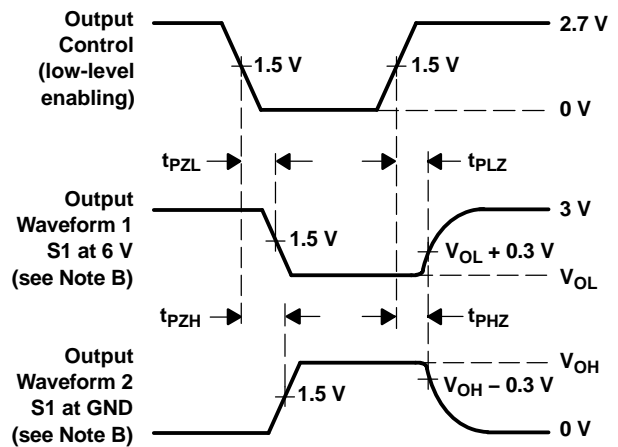 Output
Control
(low-level
enabling)
1.5 V
1.5 V
2.7 V
0 V
tPZL
tPLZ
Output
Waveform 1
S1 at 6 V
(see Note B)
1.5 V
3 V
VOL + 0.3 V
VOL
tPZH
tPHZ
Output
Waveform 2
S1 at GND
(see Note B)
1.5 V
VOH
VOH – 0.3 V
0 V